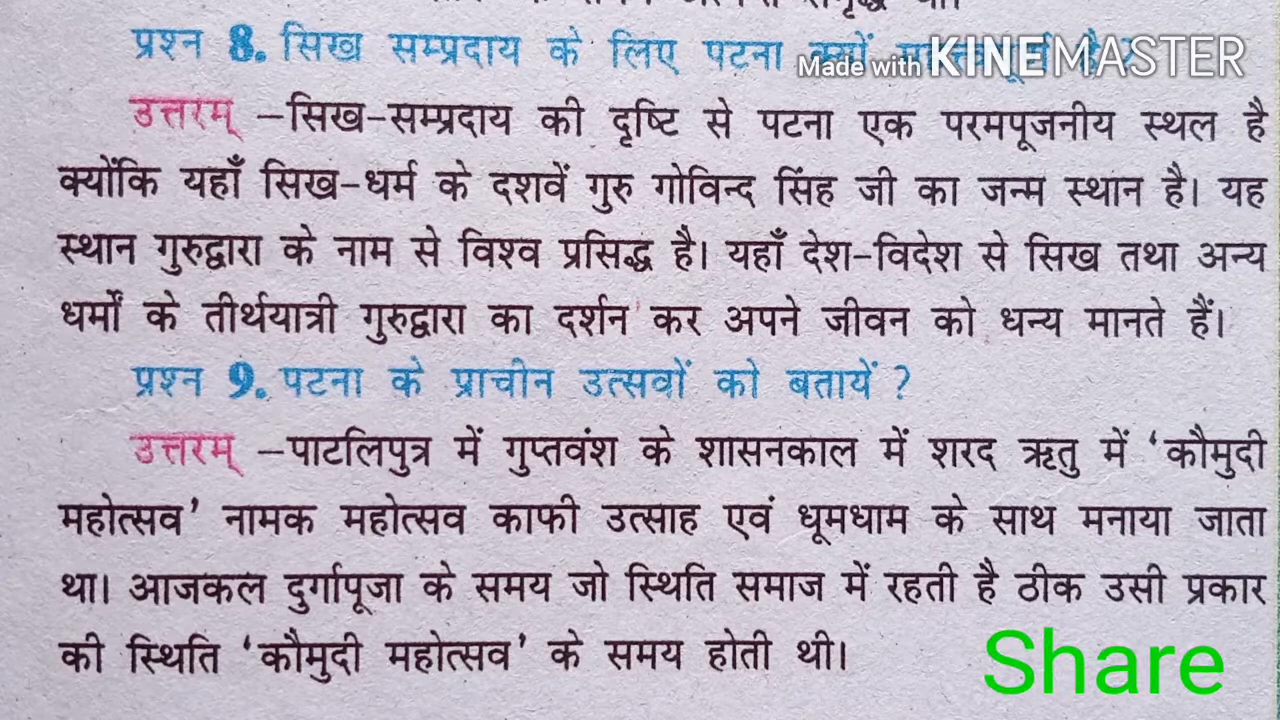 प्रश्न 8. सिख सम्प्रदाय के लिए पटना क्यों है ?
Made with KINEMASTER
उत्तरम् –सिख-सम्प्रदाय की दृष्टि से पटना एक परमपूजनीय स्थल है
क्योंकि यहाँ सिख-धर्म के दशवें गुरु गोविन्द सिंह जी का जन्म स्थान है। यह
स्थान गुरुद्वारा के नाम से विश्व प्रसिद्ध है। यहाँ देश-विदेश से सिख तथा अन्य
धर्मों के तीर्थयात्री गुरुद्वारा का दर्शन कर अपने जीवन को धन्य मानते हैं।
प्रश्न 9. पटना के प्राचीन उत्सवों को बतायें ?
उत्तरम् –पाटलिपुत्र में गुप्तवंश के शासनकाल में शरद ऋतु में ‘कौमुदी
महोत्सव’ नामक महोत्सव काफी उत्साह एवं धूमधाम के साथ मनाया जाता
था। आजकल दुर्गापूजा के समय जो स्थिति समाज में रहती है ठीक उसी प्रकार
की स्थिति ‘कौमुदी महोत्सव’ के समय होती थी।
Share